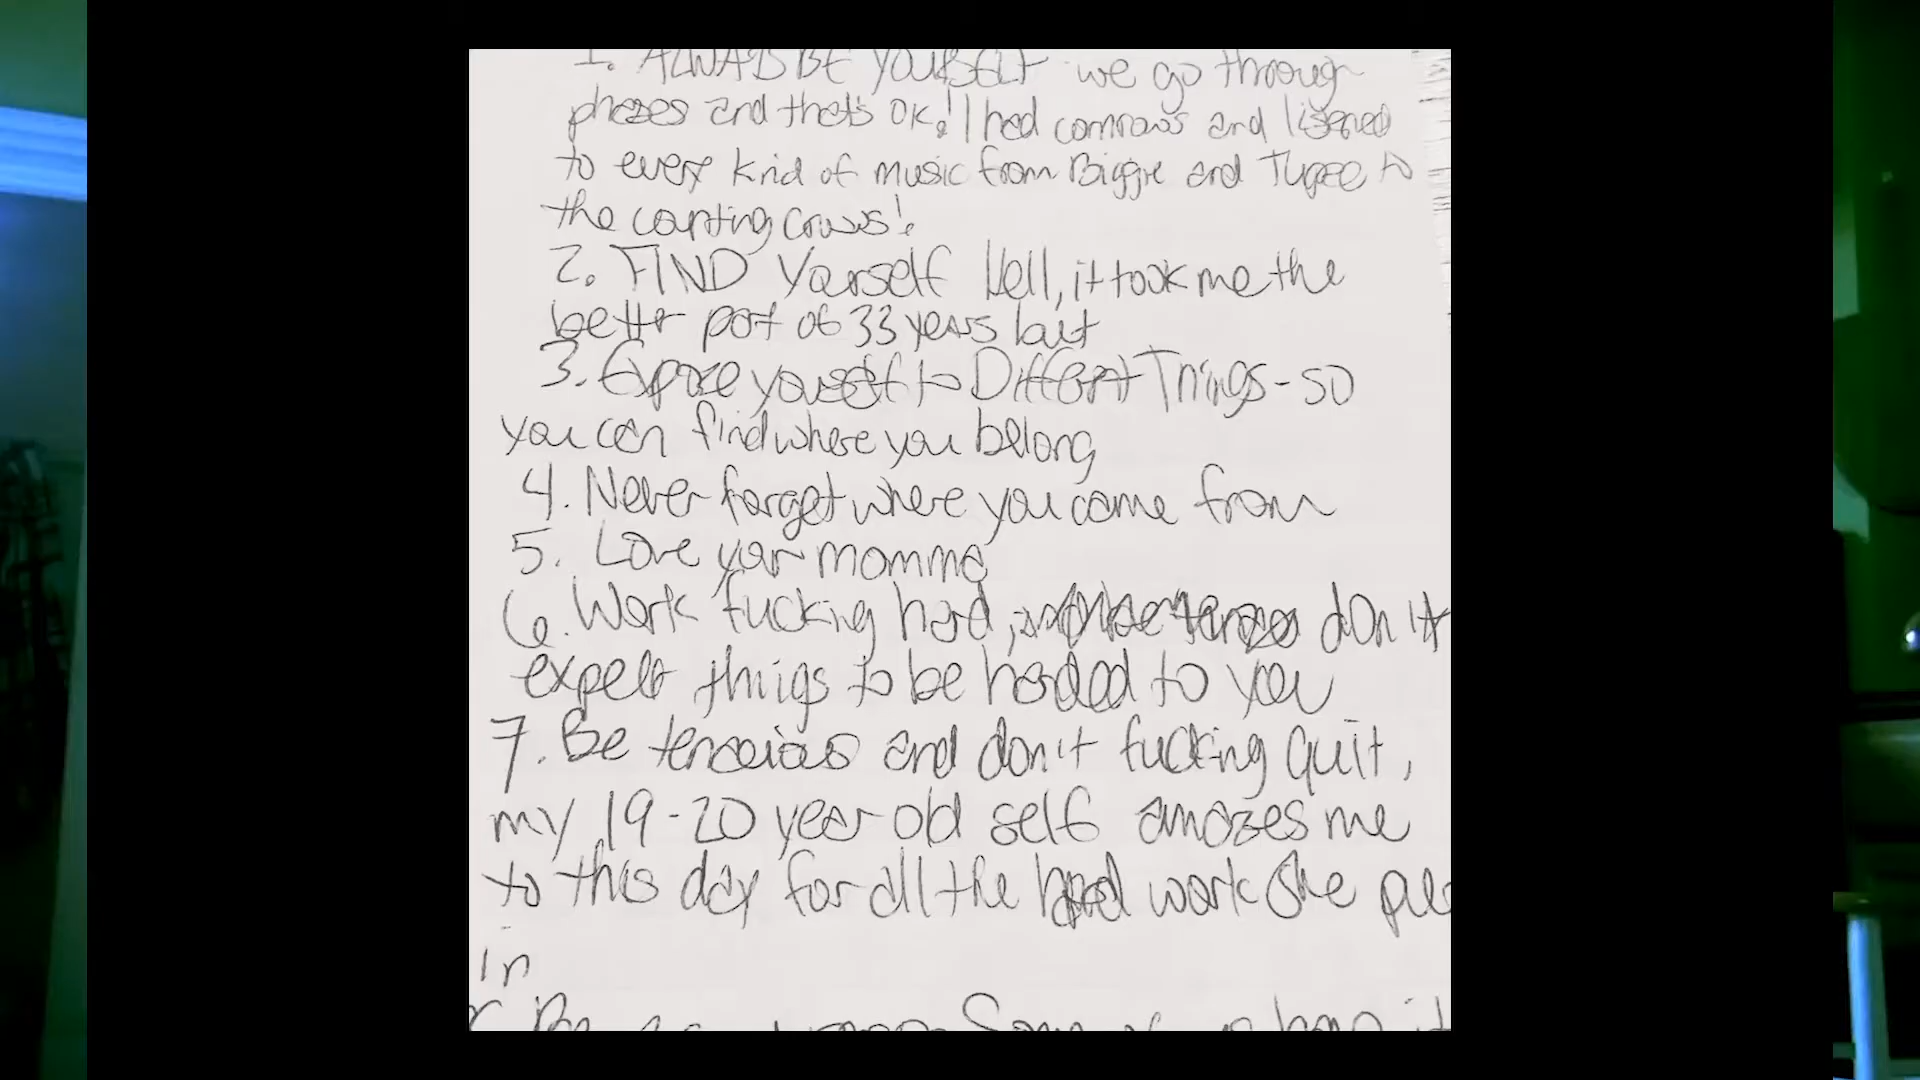 1. ALWAYS BE YOURSELF we go through
phases and that's ok! I had cornrows and listened
to every kind of music from Biggie and Tupac to
the counting crows!
2. FIND Yourself Hell, it took me the
better part of 33 years but
3. Expose yourself to Different Things - so
you can find where you belong
4. Never forget where you came from
5. Love your momma
6. Work fucking hard, don't
expect things to be handed to you
7. Be tenacious and don't fucking quit,
my 19-20 year old self amazes me
to this day for all the hard work she
in